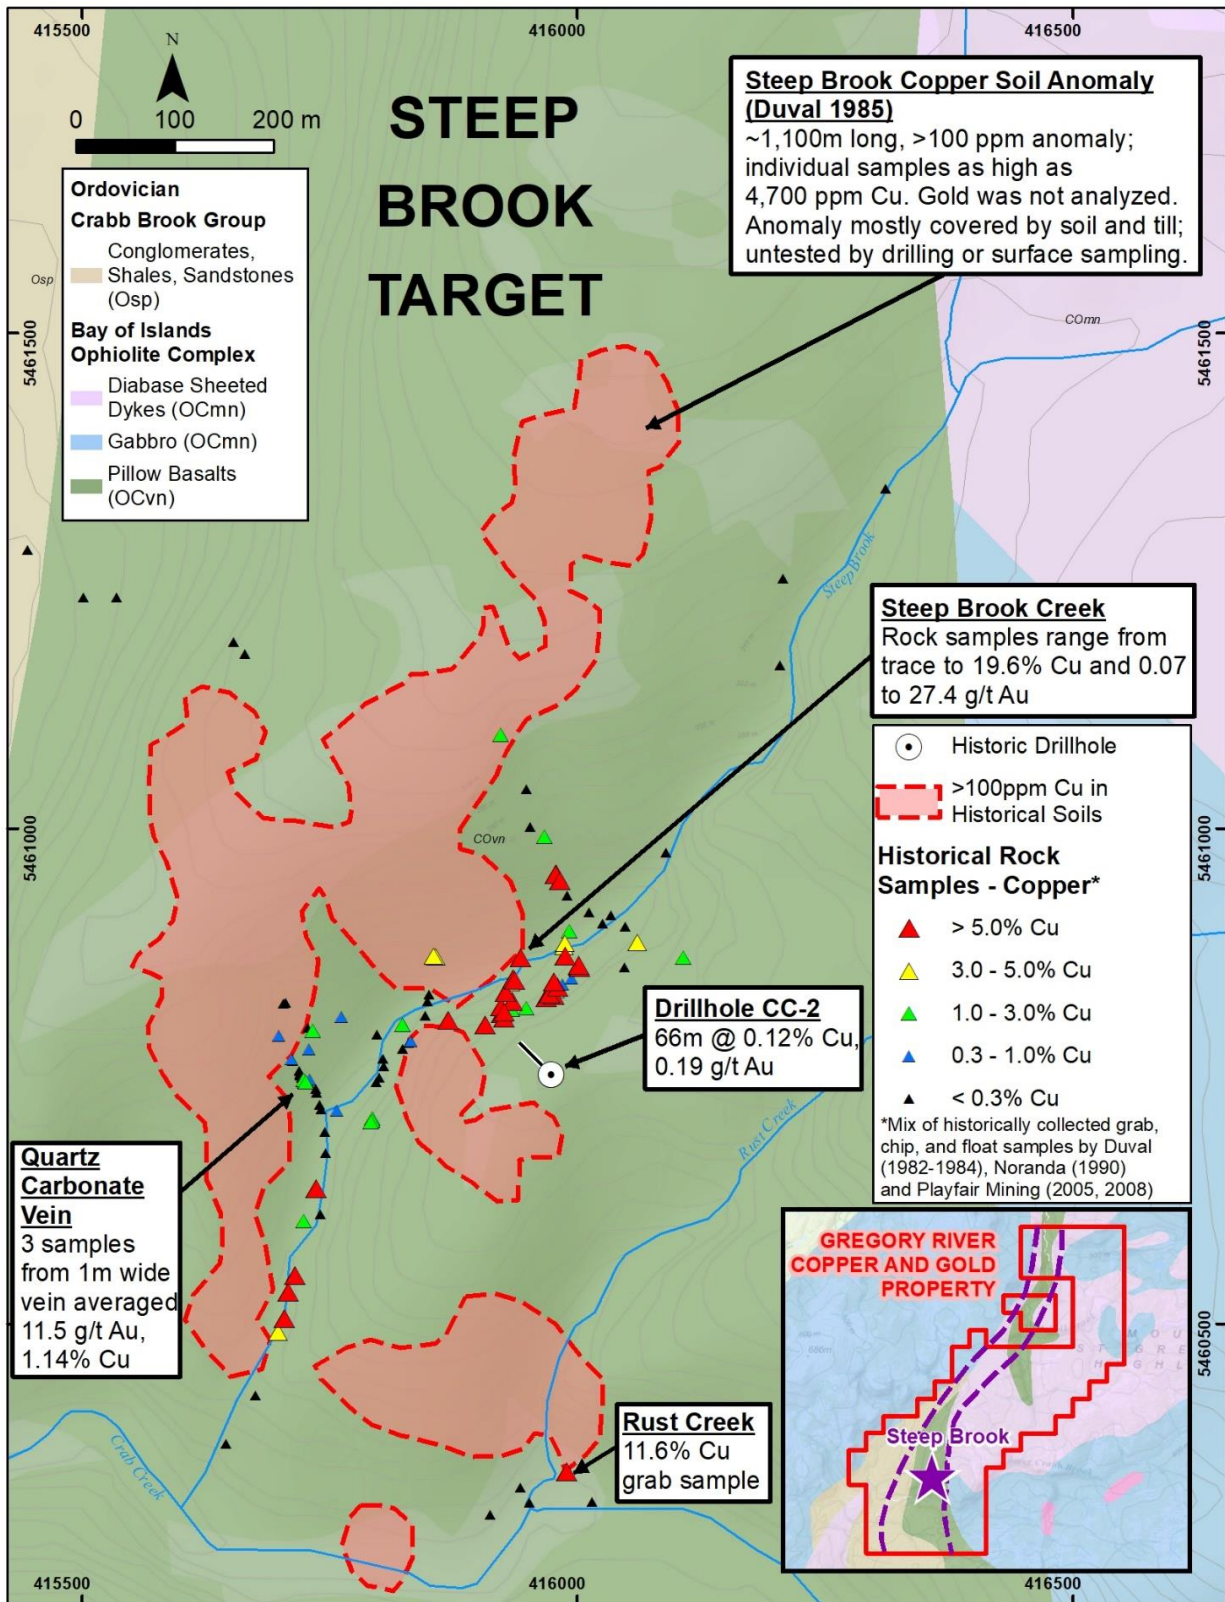 415500
416000
416500
N
0 100 200 m
STEEP
BROOK
TARGET
Steep Brook Copper Soil Anomaly
(Duval 1985)
~1,100m long, >100 ppm anomaly;
individual samples as high as
4,700 ppm Cu. Gold was not analyzed.
Anomaly mostly covered by soil and till;
untested by drilling or surface sampling.
Ordovician
Crabb Brook Group
Conglomerates,
Shales, Sandstones
(Osp)
Bay of Islands
Ophiolite Complex
Diabase Sheeted
Dykes (OCmn)
Gabbro (OCmn)
Pillow Basalts
(OCvn)
Osp
COmn
5461500
5461500
Steep Brook
Steep Brook Creek
Rock samples range from
trace to 19.6% Cu and 0.07
to 27.4 g/t Au
Historic Drillhole
>100ppm Cu in
Historical Soils
Historical Rock
Samples - Copper*
> 5.0% Cu
3.0 - 5.0% Cu
1.0 - 3.0% Cu
0.3 - 1.0% Cu
< 0.3% Cu
*Mix of historically collected grab,
chip, and float samples by Duval
(1982-1984), Noranda (1990)
and Playfair Mining (2005, 2008)
5461000
5461000
COvn
Drillhole CC-2
66m @ 0.12% Cu,
0.19 g/t Au
Rust Creek
Quartz
Carbonate
Vein
3 samples
from 1m wide
vein averaged
11.5 g/t Au,
1.14% Cu
GREGORY RIVER
COPPER AND GOLD
PROPERTY
Steep Brook
5460500
Rust Creek
11.6% Cu
grab sample
Crab Creek
415500
416000
416500